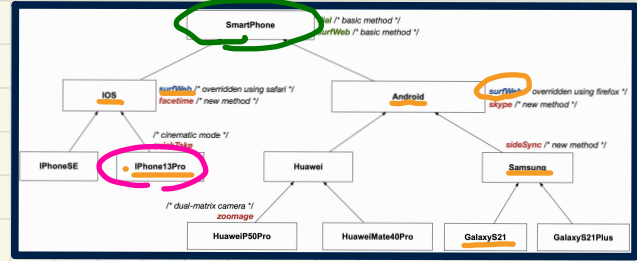 SmartPhone
/* basic method */
surfWeb /* basic method */
IOS
surfWeb /* overridden using safari */
facetime /* new method */
Android
surfWeb overridden using firefox */
skype /* new method */
/* cinematic mode */
IPhoneSE
IPhone13Pro
Huawei
sideSync /* new method */
Samsung
/* dual-matrix camera */
zoomage
HuaweiP50Pro
HuaweiMate40Pro
GalaxyS21
GalaxyS21Plus